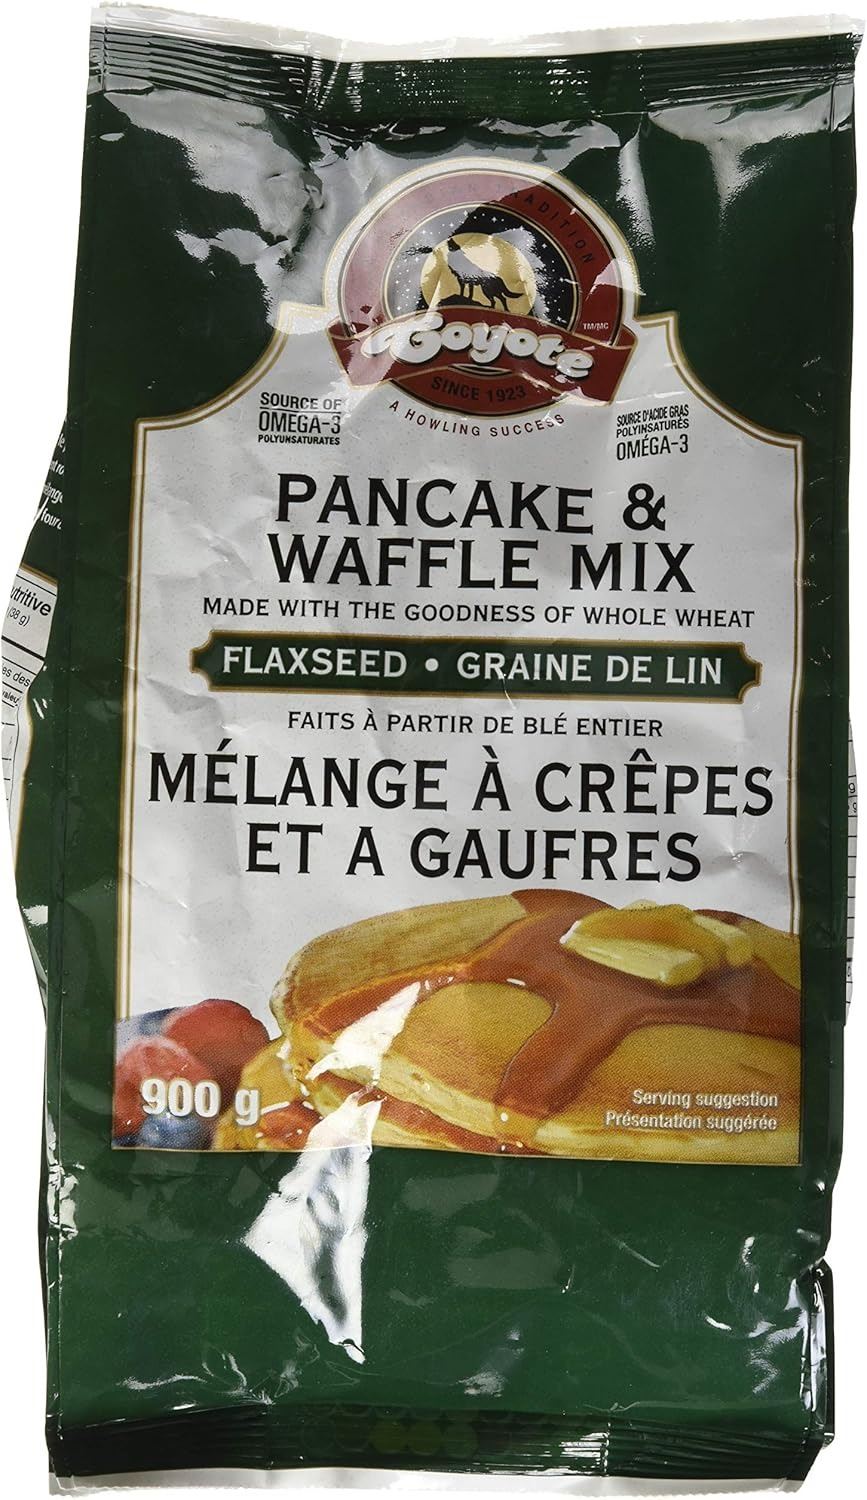 TRADITION
Coyote
TM/MC
SINCE 1923
A HOWLING SUCCESS
SOURCE OF
OMEGA-3
POLYUNSATURATES
SOURCE D'ACIDE GRAS
POLYINSATURÉS
OMÉGA-3
PANCAKE &
WAFFLE MIX
MADE WITH THE GOODNESS OF WHOLE WHEAT
FLAXSEED • GRAINE DE LIN
FAITS À PARTIR DE BLÉ ENTIER
MÉLANGE À CRÊPES
ET A GAUFRES
900 g
Serving suggestion
Présentation suggérée
(38 g)